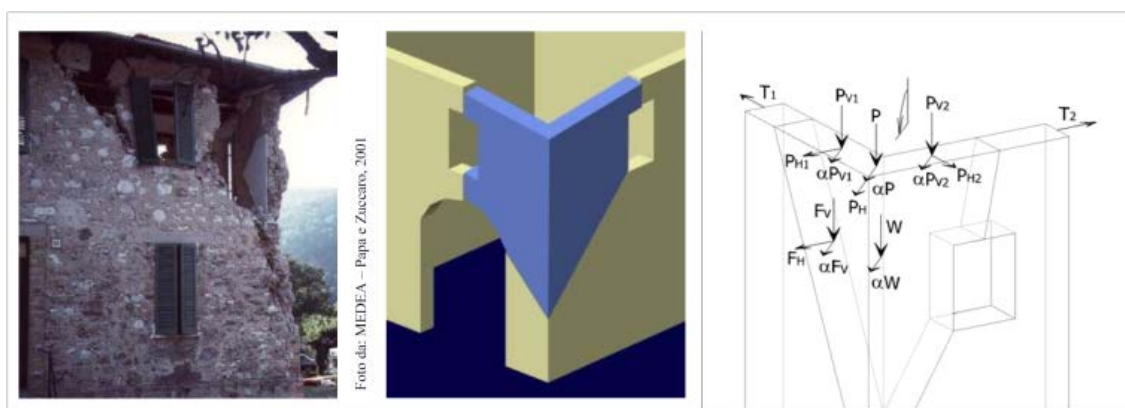 Foto da: MEDEA – Papa e Zuccaro, 2001
T1
PV1
P
PV2
T2
PH1
αPV1
αP
αPV2
PH2
PH
FV
W
FH
αFV
αW